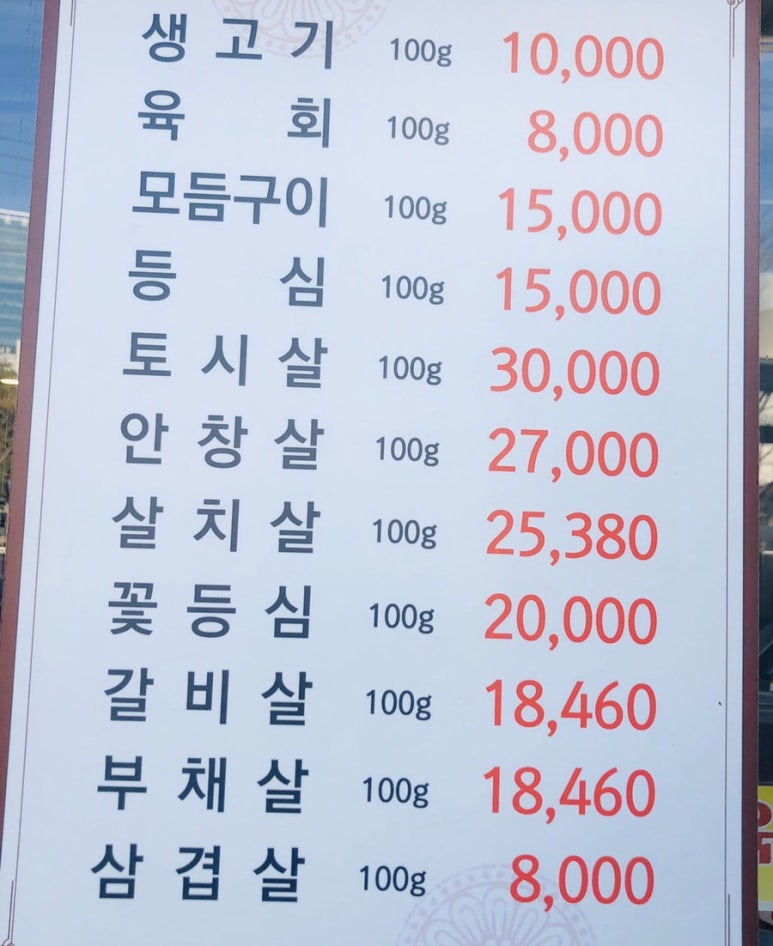 생고기 100g 10,000
육회 100g 8,000
모듬구이 100g 15,000
등심 100g 15,000
토시살 100g 30,000
안창살 100g 27,000
살치살 100g 25,380
꽃등심 100g 20,000
갈비살 100g 18,460
부채살 100g 18,460
삼겹살 100g 8,000